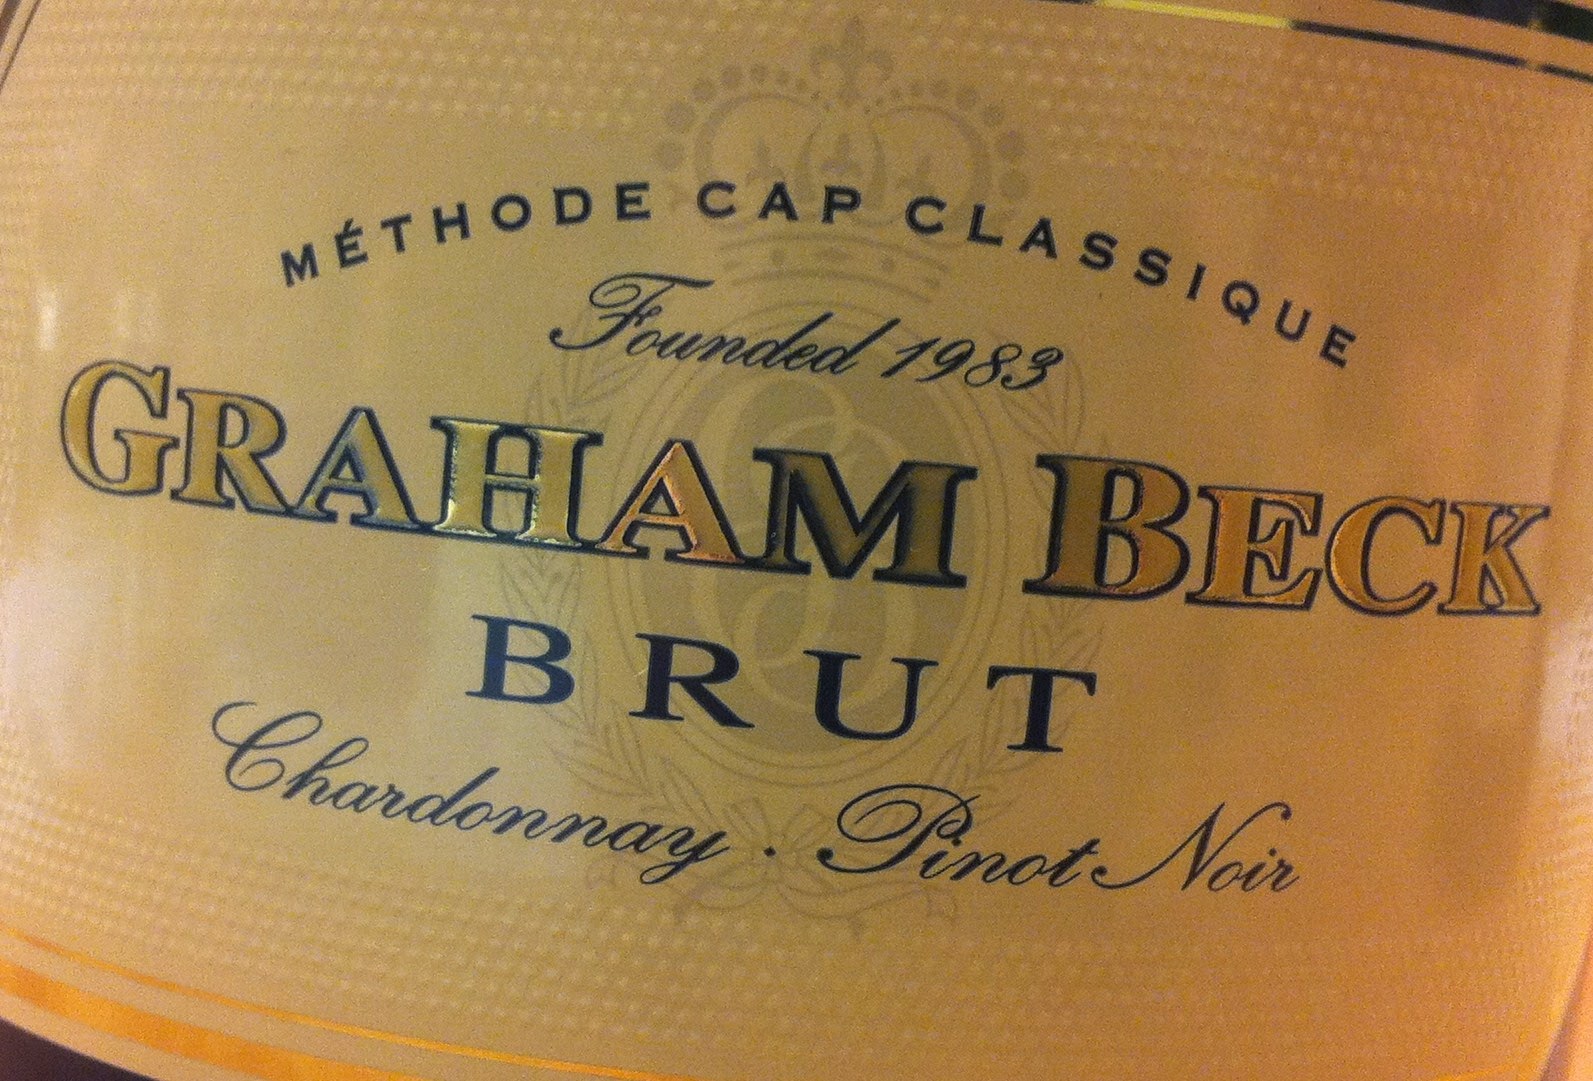 MÉTHODE CAP CLASSIQUE
Founded 1983
GRAHAM BECK
BRUT
Chardonnay . Pinot Noir